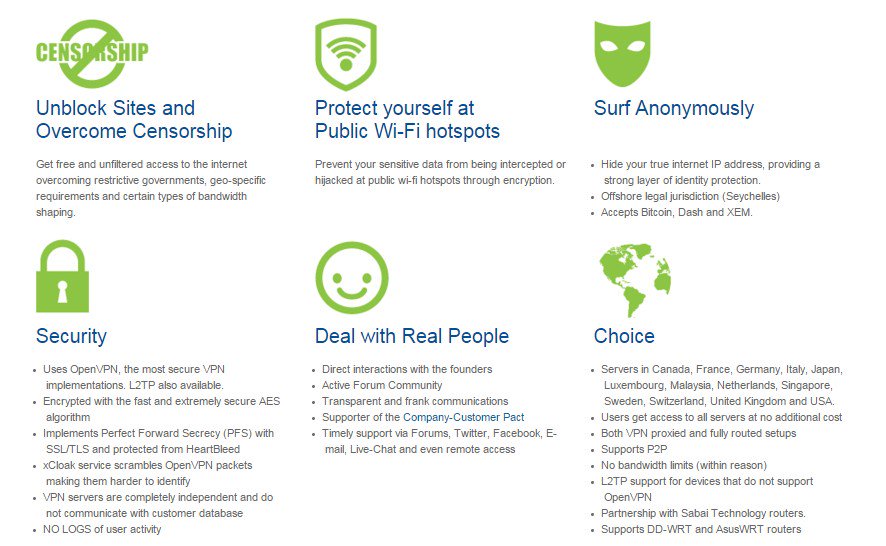 CENSORSHIP
Unblock Sites and
Overcome Censorship
Get free and unfiltered access to the internet
overcoming restrictive governments, geo-specific
requirements and certain types of bandwidth
shaping.
Protect yourself at
Public Wi-Fi hotspots
Prevent your sensitive data from being intercepted or
hijacked at public wi-fi hotspots through encryption.
Surf Anonymously
• Hide your true internet IP address, providing a
strong layer of identity protection.
• Offshore legal jurisdiction (Seychelles)
• Accepts Bitcoin, Dash and XEM.
Security
• Uses OpenVPN, the most secure VPN
implementations. L2TP also available.
• Encrypted with the fast and extremely secure AES
algorithm
• Implements Perfect Forward Secrecy (PFS) with
SSL/TLS and protected from HeartBleed
• xCloak service scrambles OpenVPN packets
making them harder to identify
• VPN servers are completely independent and do
not communicate with customer database
• NO LOGS of user activity
Deal with Real People
• Direct interactions with the founders
• Active Forum Community
• Transparent and frank communications
• Supporter of the Company-Customer Pact
• Timely support via Forums, Twitter, Facebook, E-
mail, Live-Chat and even remote access
Choice
• Servers in Canada, France, Germany, Italy, Japan,
Luxembourg, Malaysia, Netherlands, Singapore,
Sweden, Switzerland, United Kingdom and USA.
• Users get access to all servers at no additional cost
• Both VPN proxied and fully routed setups
• Supports P2P
• No bandwidth limits (within reason)
• L2TP support for devices that do not support
OpenVPN
• Partnership with Sabai Technology routers.
• Supports DD-WRT and AsusWRT routers